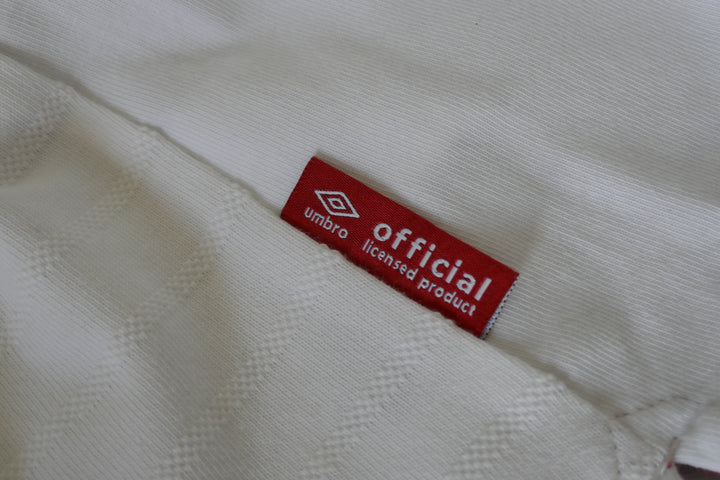 umbro
official
licensed product